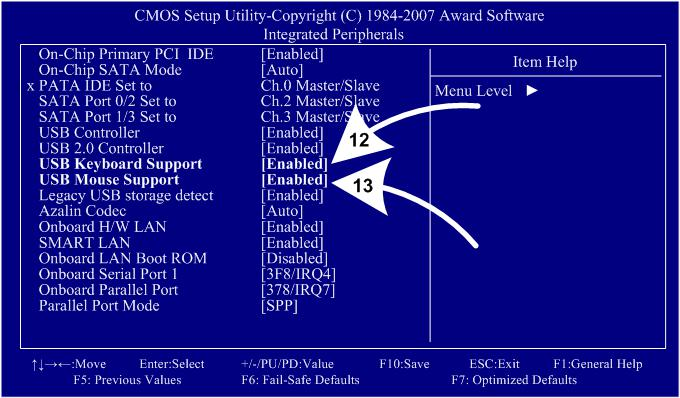 CMOS Setup Utility-Copyright (C) 1984-2007 Award Software
Integrated Peripherals
On-Chip Primary PCI IDE [Enabled]
On-Chip SATA Mode [Auto]
x PATA IDE Set to Ch.0 Master/Slave
SATA Port 0/2 Set to Ch.2 Master/Slave
SATA Port 1/3 Set to Ch.3 Master/Slave
USB Controller [Enabled]
USB 2.0 Controller [Enabled]
USB Keyboard Support [Enabled]
USB Mouse Support [Enabled]
Legacy USB storage detect [Enabled]
Azalin Codec [Auto]
Onboard H/W LAN [Enabled]
SMART LAN [Enabled]
Onboard LAN Boot ROM [Disabled]
Onboard Serial Port 1 [3F8/IRQ4]
Onboard Parallel Port [378/IRQ7]
Parallel Port Mode [SPP]
12
13
Item Help
Menu Level ►
↑↓→←:Move Enter:Select +/-/PU/PD:Value F10:Save ESC:Exit F1:General Help
F5: Previous Values F6: Fail-Safe Defaults F7: Optimized Defaults